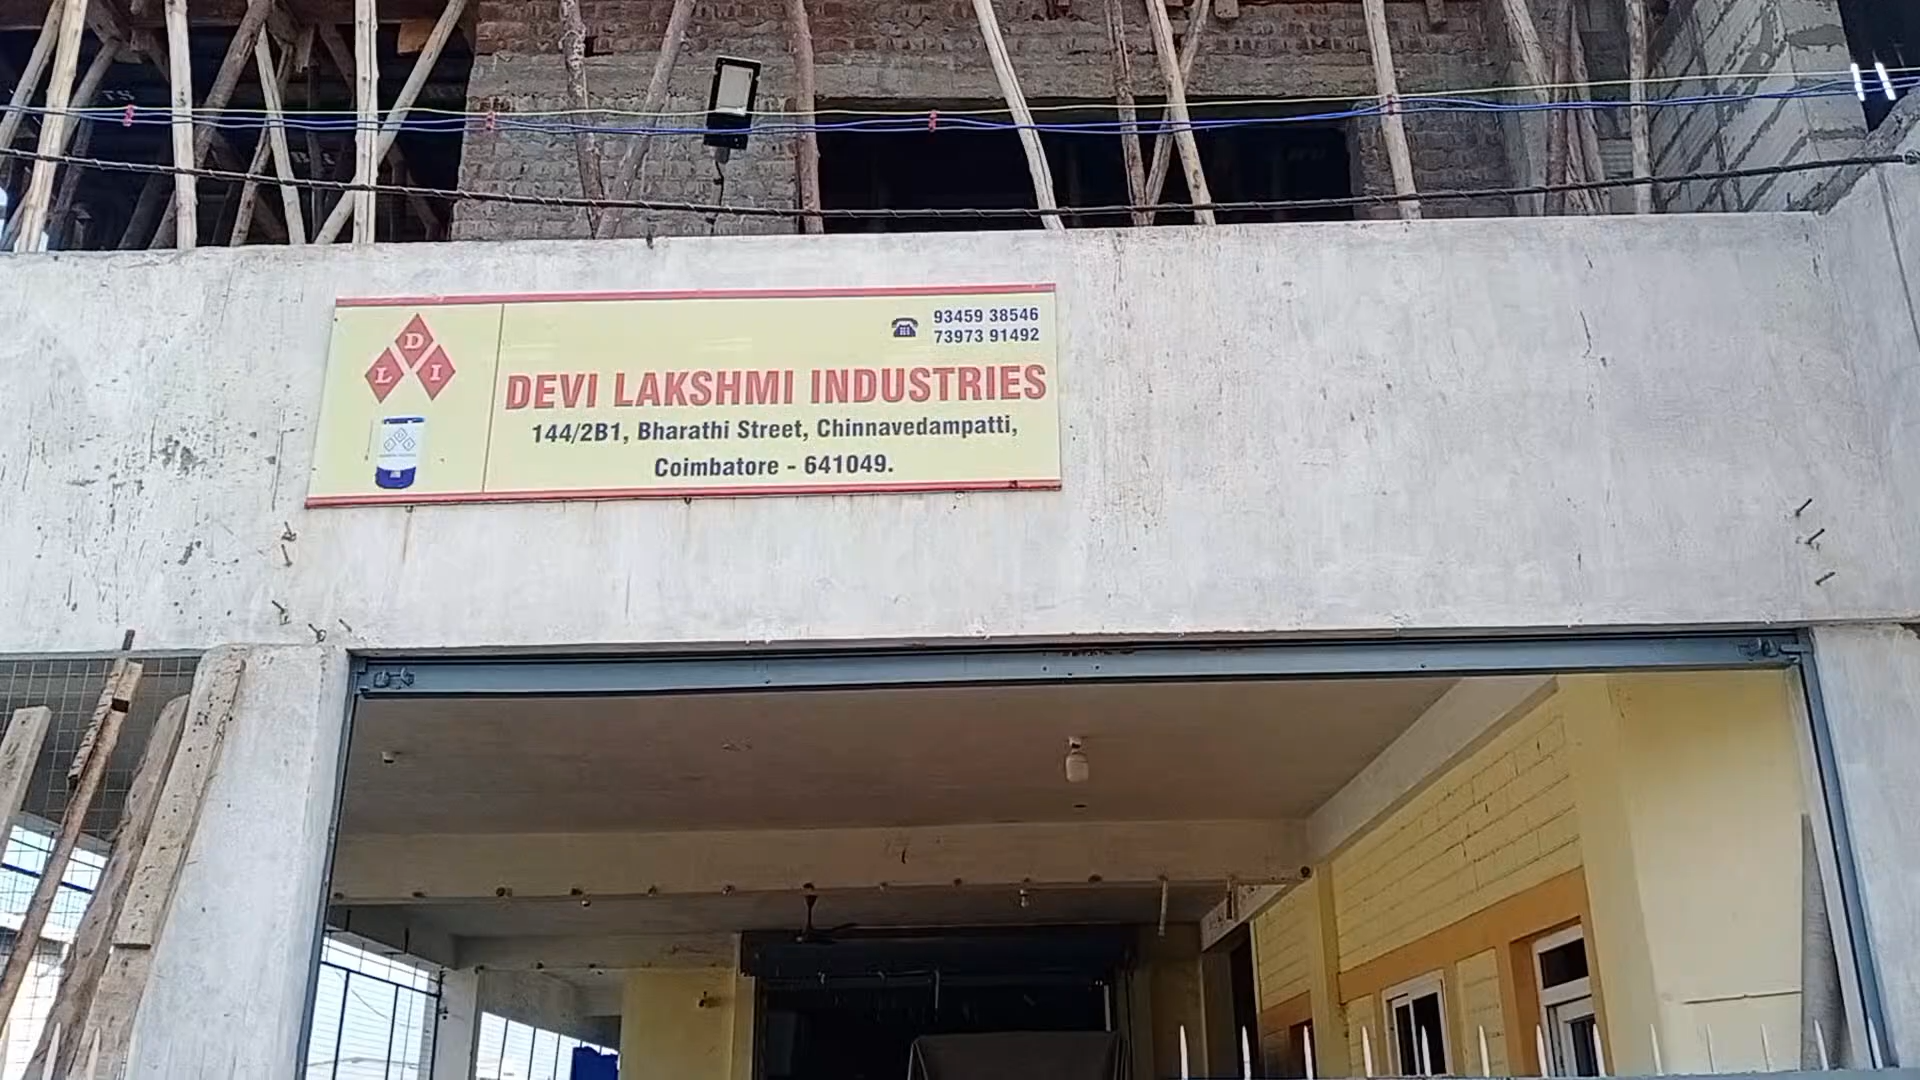 D
L I
93459 38546
73973 91492
DEVI LAKSHMI INDUSTRIES
144/2B1, Bharathi Street, Chinnavedampatti,
Coimbatore - 641049.